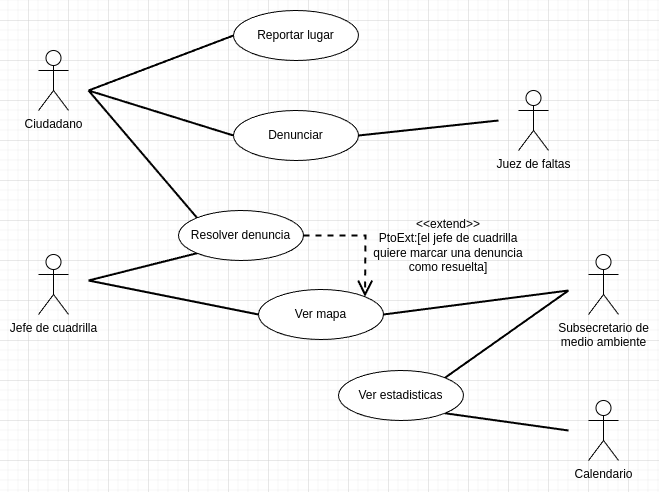 Reportar lugar
Ciudadano
Denunciar
Juez de faltas
Resolver denuncia
<<extend>>
PtoExt:[el jefe de cuadrilla
quiere marcar una denuncia
como resuelta]
Jefe de cuadrilla
Ver mapa
Subsecretario de
medio ambiente
Ver estadisticas
Calendario